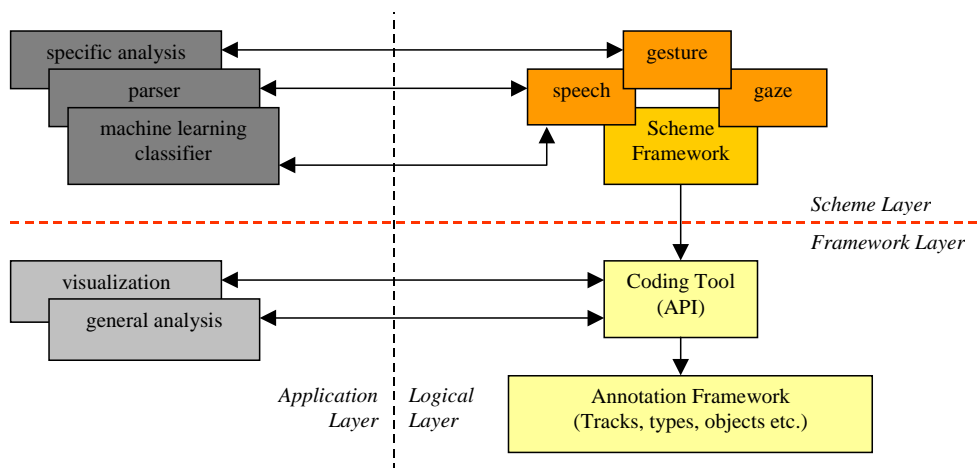 specific analysis
parser
machine learning
classifier
gesture
speech
gaze
Scheme
Framework
Scheme Layer
Framework Layer
visualization
general analysis
Coding Tool
(API)
Application
Layer
Logical
Layer
Annotation Framework
(Tracks, types, objects etc.)